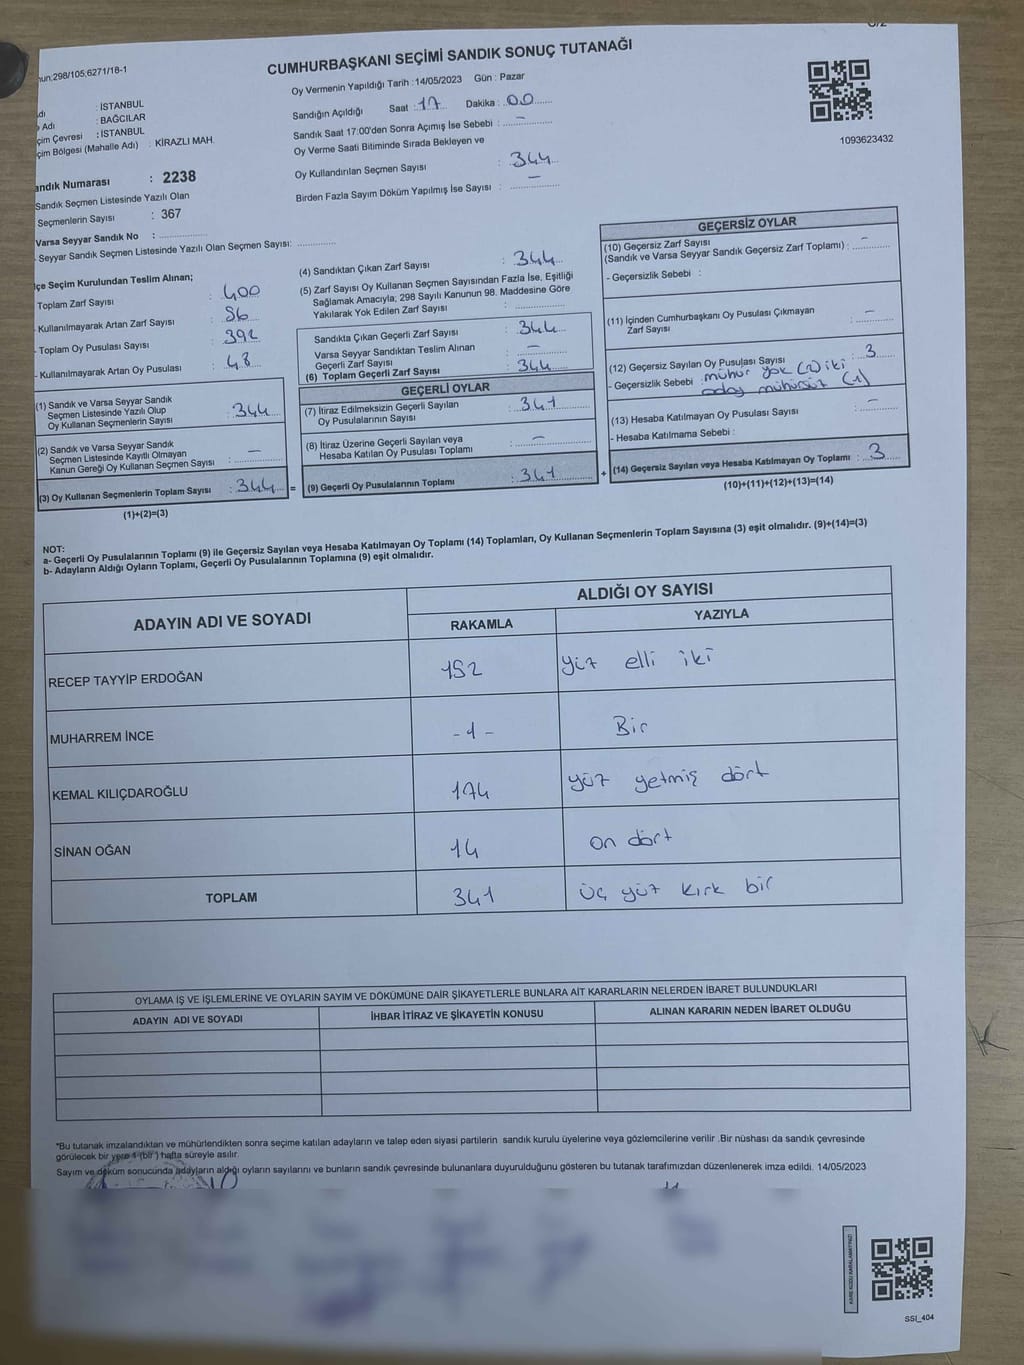 CUMHURBAŞKANI SEÇİMİ SANDIK SONUÇ TUTANAĞI
298/105,6271/18-1
Oy Vermenin Yapıldığı Tarih :14/05/2023 Gün : Pazar
Sandığın Açıldığı Saat : 17 Dakika : 00
Sandık Saat 17:00'den Sonra Açımış İse Sebebi : -
Oy Verme Saati Bitiminde Sırada Bekleyen ve
Oy Kullandırılan Seçmen Sayısı : 344
Birden Fazla Sayım Döküm Yapılmış İse Sayısı : -
1093623432
: İSTANBUL
Adı : BAĞCILAR
Çevresi : İSTANBUL
Bölgesi (Mahalle Adı) : KİRAZLI MAH.
Numarası : 2238
Sandık Seçmen Listesinde Yazılı Olan
Seçmenlerin Sayısı : 367
Varsa Seyyar Sandık No :
Seyyar Sandık Seçmen Listesinde Yazılı Olan Seçmen Sayısı:
Seçim Kurulundan Teslim Alınan;
Toplam Zarf Sayısı : 400
- Kullanılmayarak Artan Zarf Sayısı : 56
- Toplam Oy Pusulası Sayısı : 392
- Kullanılmayarak Artan Oy Pusulası : 48
(1) Sandık ve Varsa Seyyar Sandık
Seçmen Listesinde Yazılı Olup
Oy Kullanan Seçmenlerin Sayısı : 344
(2) Sandık ve Varsa Seyyar Sandık
Seçmen Listesinde Kayıtlı Olmayan
Kanun Gereği Oy Kullanan Seçmen Sayısı : -
(3) Oy Kullanan Seçmenlerin Toplam Sayısı : 344 =
(1)+(2)=(3)
(4) Sandıktan Çıkan Zarf Sayısı : 344
(5) Zarf Sayısı Oy Kullanan Seçmen Sayısından Fazla İse, Eşitliği
Sağlamak Amacıyla; 298 Sayılı Kanunun 98. Maddesine Göre
Yakılarak Yok Edilen Zarf Sayısı :
Sandıkta Çıkan Geçerli Zarf Sayısı : 344
Varsa Seyyar Sandıktan Teslim Alınan
Geçerli Zarf Sayısı : -
(6) Toplam Geçerli Zarf Sayısı : 344
GEÇERLİ OYLAR
(7) İtiraz Edilmeksizin Geçerli Sayılan
Oy Pusulalarının Sayısı : 341
(8) İtiraz Üzerine Geçerli Sayılan veya
Hesaba Katılan Oy Pusulası Toplamı : -
(9) Geçerli Oy Pusulalarının Toplamı : 341 +
GEÇERSİZ OYLAR
(10) Geçersiz Zarf Sayısı
(Sandık ve Varsa Seyyar Sandık Geçersiz Zarf Toplamı) : -
- Geçersizlik Sebebi :
(11) İçinden Cumhurbaşkanı Oy Pusulası Çıkmayan
Zarf Sayısı : -
(12) Geçersiz Sayılan Oy Pusulası Sayısı : 3
- Geçersizlik Sebebi : mühür yok (2) iki
aday mühürsüz (1)
(13) Hesaba Katılmayan Oy Pusulası Sayısı : -
- Hesaba Katılmama Sebebi :
(14) Geçersiz Sayılan veya Hesaba Katılmayan Oy Toplamı : 3
(10)+(11)+(12)+(13)=(14)
NOT:
a- Geçerli Oy Pusulalarının Toplamı (9) ile Geçersiz Sayılan veya Hesaba Katılmayan Oy Toplamı (14) Toplamları, Oy Kullanan Seçmenlerin Toplam Sayısına (3) eşit olmalıdır. (9)+(14)=(3)
b- Adayların Aldığı Oyların Toplamı, Geçerli Oy Pusulalarının Toplamına (9) eşit olmalıdır.
ADAYIN ADI VE SOYADI
ALDIĞI OY SAYISI
RAKAMLA YAZIYLA
RECEP TAYYİP ERDOĞAN 152 yüz elli iki
MUHARREM İNCE -1- Bir
KEMAL KILIÇDAROĞLU 174 yüz yetmiş dört
SİNAN OĞAN 14 on dört
TOPLAM 341 üç yüz kırk bir
OYLAMA İŞ VE İŞLEMLERİNE VE OYLARIN SAYIM VE DÖKÜMÜNE DAİR ŞİKAYETLERLE BUNLARA AİT KARARLARIN NELERDEN İBARET BULUNDUKLARI
ADAYIN ADI VE SOYADI İHBAR İTİRAZ VE ŞİKAYETİN KONUSU ALINAN KARARIN NEDEN İBARET OLDUĞU
*Bu tutanak imzalandıktan ve mühürlendikten sonra seçime katılan adayların ve talep eden siyasi partilerin sandık kurulu üyelerine veya gözlemcilerine verilir .Bir nüshası da sandık çevresinde
görülecek bir yere 1 (bir ) hafta süreyle asılır.
Sayım ve döküm sonucunda adayların aldığı oyların sayılarını ve bunların sandık çevresinde bulunanlara duyurulduğunu gösteren bu tutanak tarafımızdan düzenlenerek imza edildi. 14/05/2023
KARE KODU KARALAMAYINIZ!
SSI_404